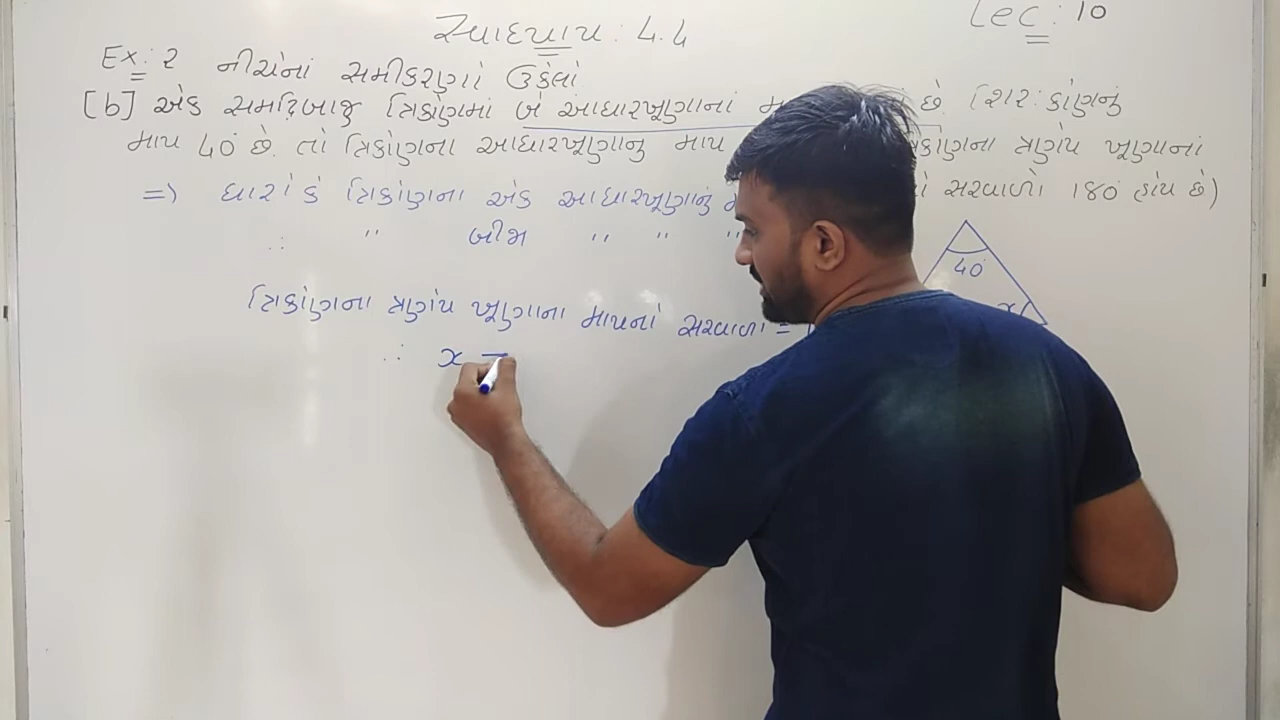 સ્વાધ્યાય : 4.4
Lec : 10
Ex : 2 નીચેનાં સમીકરણો ઉકેલો
[b] એક સમદ્વિબાજુ ત્રિકોણમાં બે આધારખૂણાનાં છે. શિરઃકોણનું
માપ 40° છે. તો ત્રિકોણના આધારખૂણાનુ માપ ત્રણેય ખૂણાનાં
=> ધારો કે ત્રિકોણના એક આધારખૂણાનું સરવાળો 180° હોય છે)
∴ " બીજા " " "
40°
x
ત્રિકોણના ત્રણેય ખૂણાના માપનો સરવાળો =
∴ x